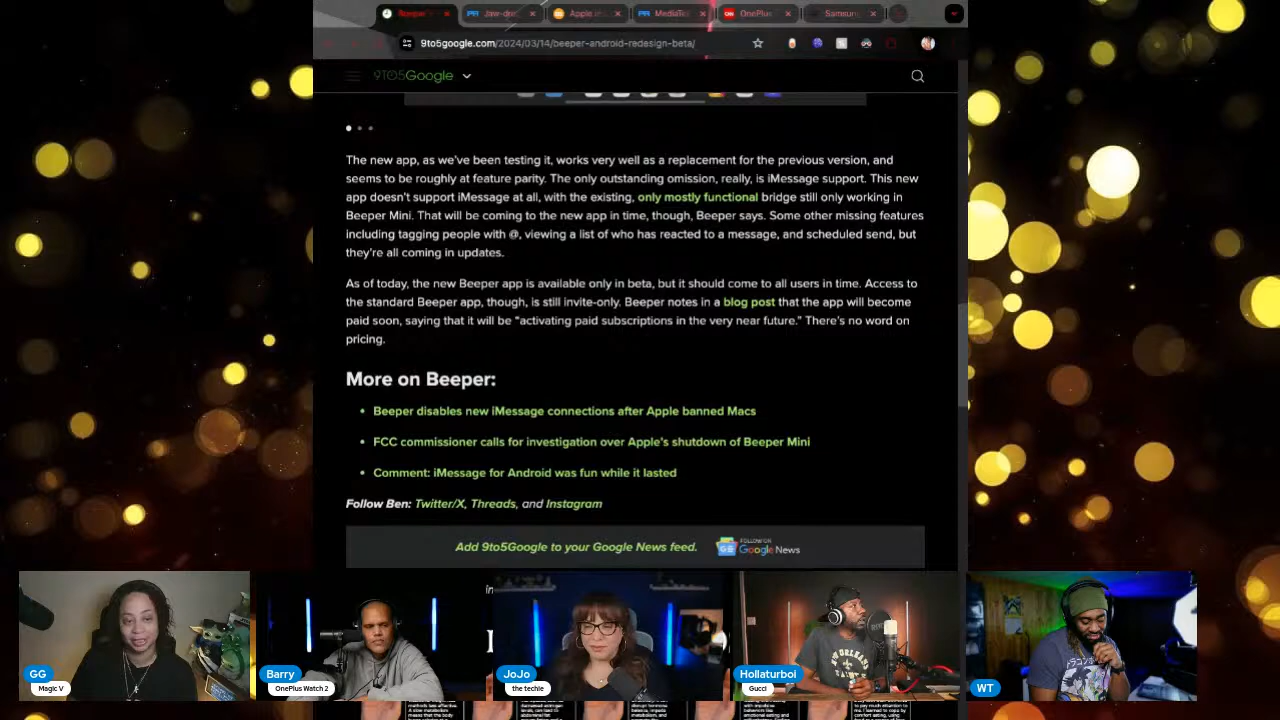 Apple
MediaTe
OnePlus
Samsun
9to5google.com/2024/03/14/beeper-android-redesign-beta/
9TO5Google
The new app, as we've been testing it, works very well as a replacement for the previous version, and
seems to be roughly at feature parity. The only outstanding omission, really, is iMessage support. This new
app doesn't support iMessage at all, with the existing, only mostly functional bridge still only working in
Beeper Mini. That will be coming to the new app in time, though, Beeper says. Some other missing features
including tagging people with @, viewing a list of who has reacted to a message, and scheduled send, but
they're all coming in updates.
As of today, the new Beeper app is available only in beta, but it should come to all users in time. Access to
the standard Beeper app, though, is still invite-only. Beeper notes in a blog post that the app will become
paid soon, saying that it will be "activating paid subscriptions in the very near future." There's no word on
pricing.
More on Beeper:
• Beeper disables new iMessage connections after Apple banned Macs
• FCC commissioner calls for investigation over Apple's shutdown of Beeper Mini
• Comment: iMessage for Android was fun while it lasted
Follow Ben: Twitter/X, Threads, and Instagram
Add 9to5Google to your Google News feed.
FOLLOW ON
Google News
GG
Magic V
Barry
OnePlus Watch 2
JoJo
the techie
Hollaturboi
Gucci
WT